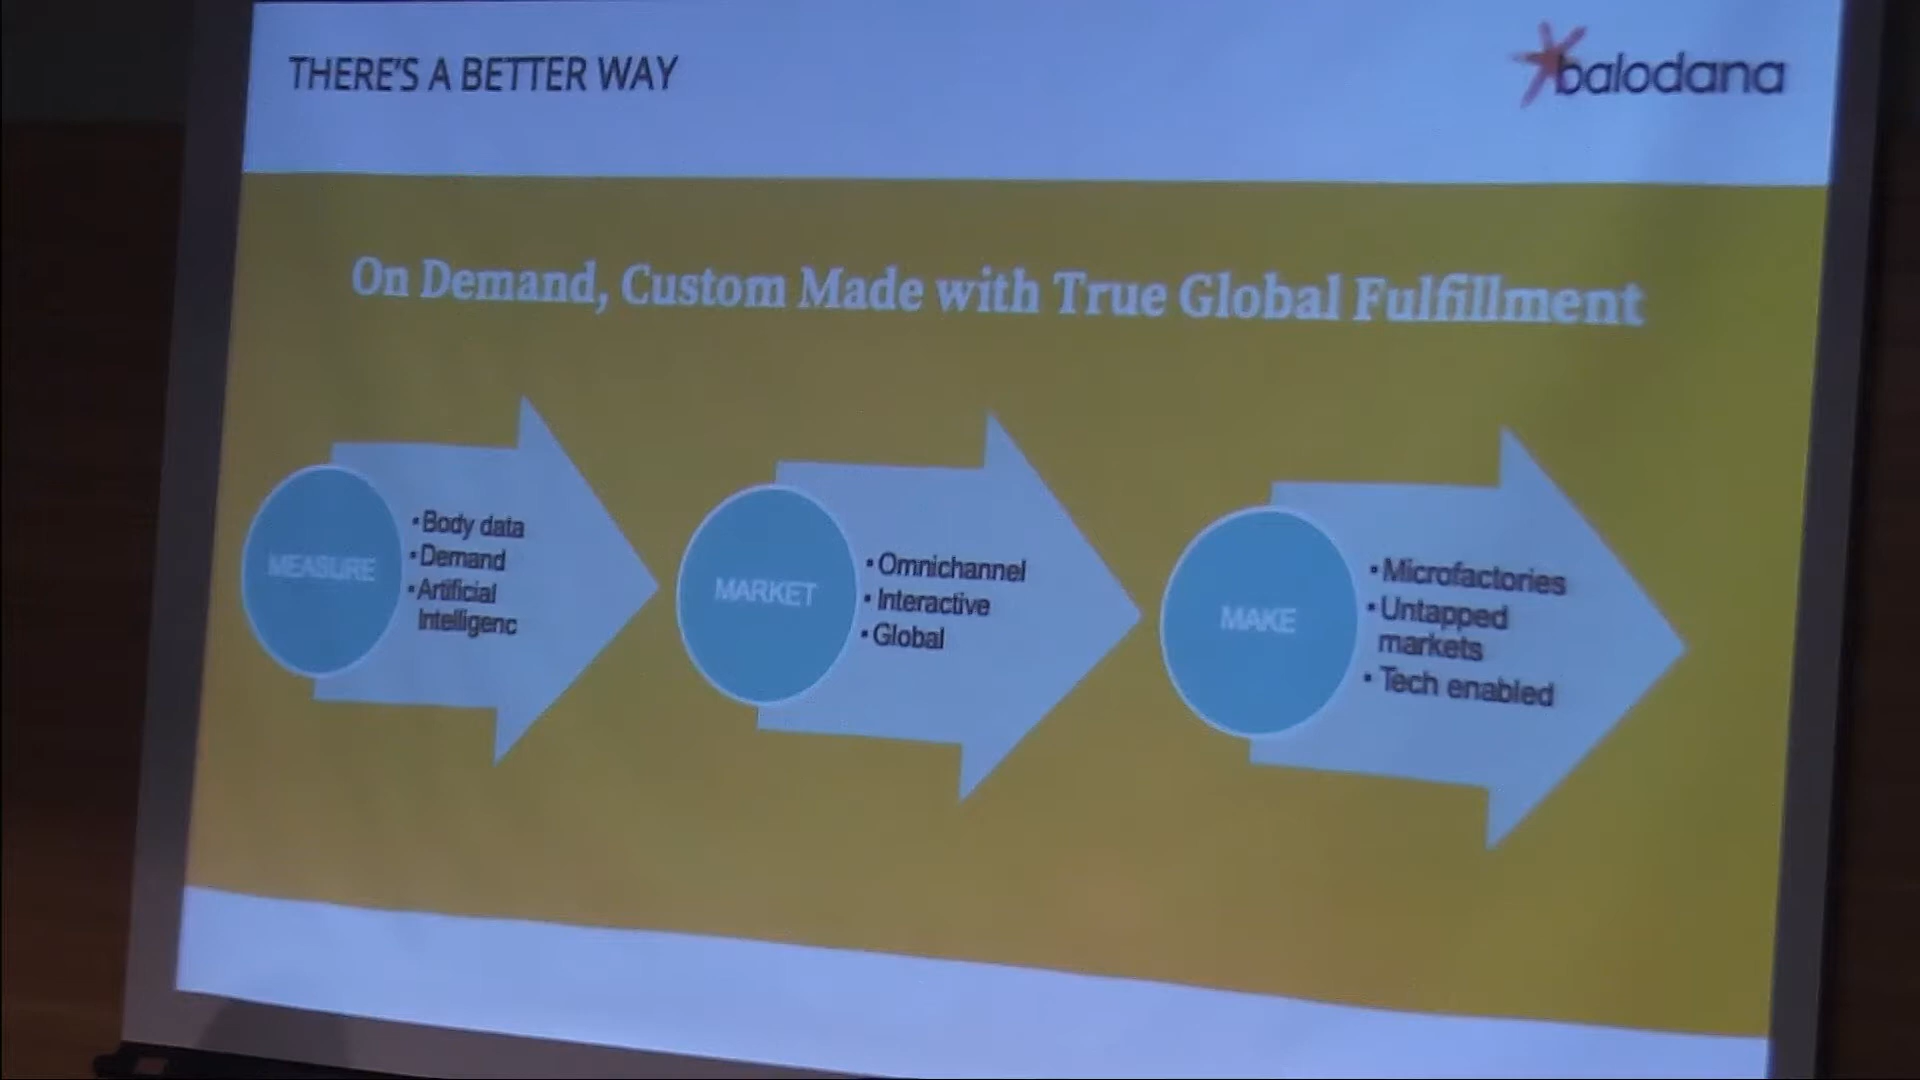 THERE'S A BETTER WAY
balodana
On Demand, Custom Made with True Global Fulfillment
MEASURE
• Body data
• Demand
• Artificial
Intelligenc
MARKET
• Omnichannel
• Interactive
• Global
MAKE
• Microfactories
• Untapped
markets
• Tech enabled